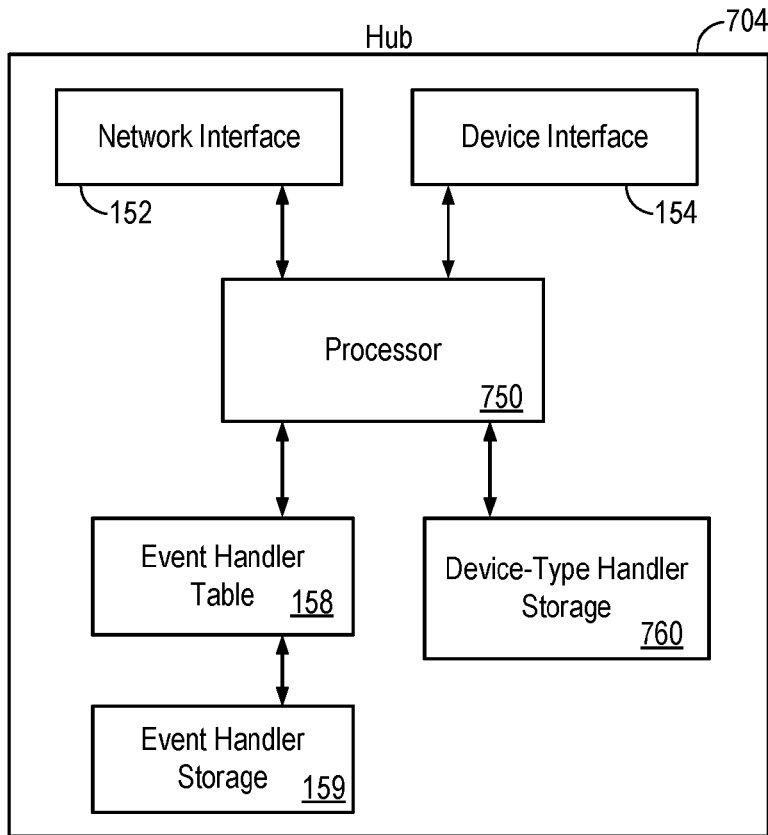 704
Hub
Network Interface
Device Interface
152
154
Processor
750
Event Handler
Table
158
Device-Type Handler
Storage
760
Event Handler
Storage
159